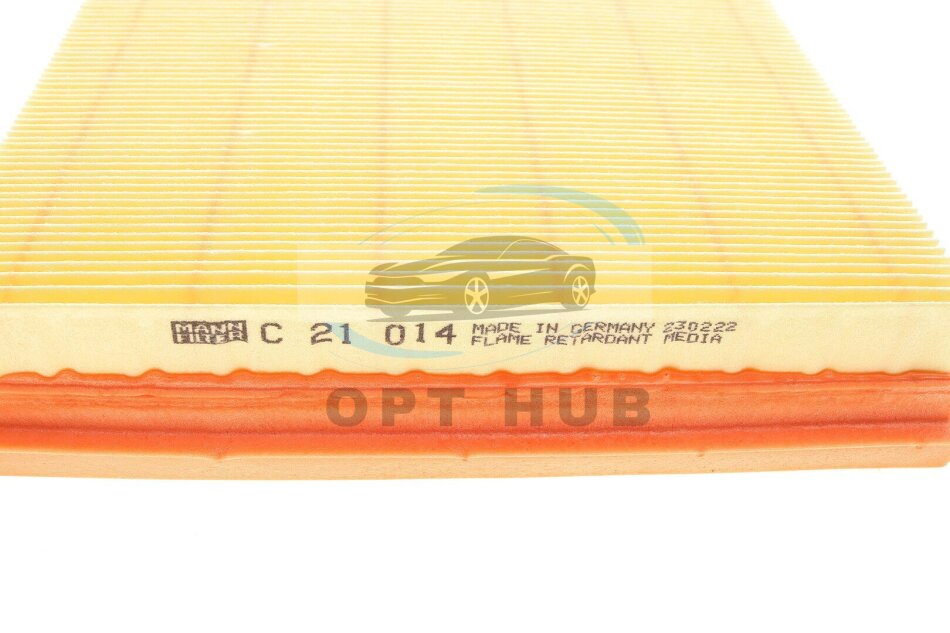 MANN
FILTER
C 21 014
MADE IN GERMANY 230222
FLAME RETARDANT MEDIA
OPT HUB